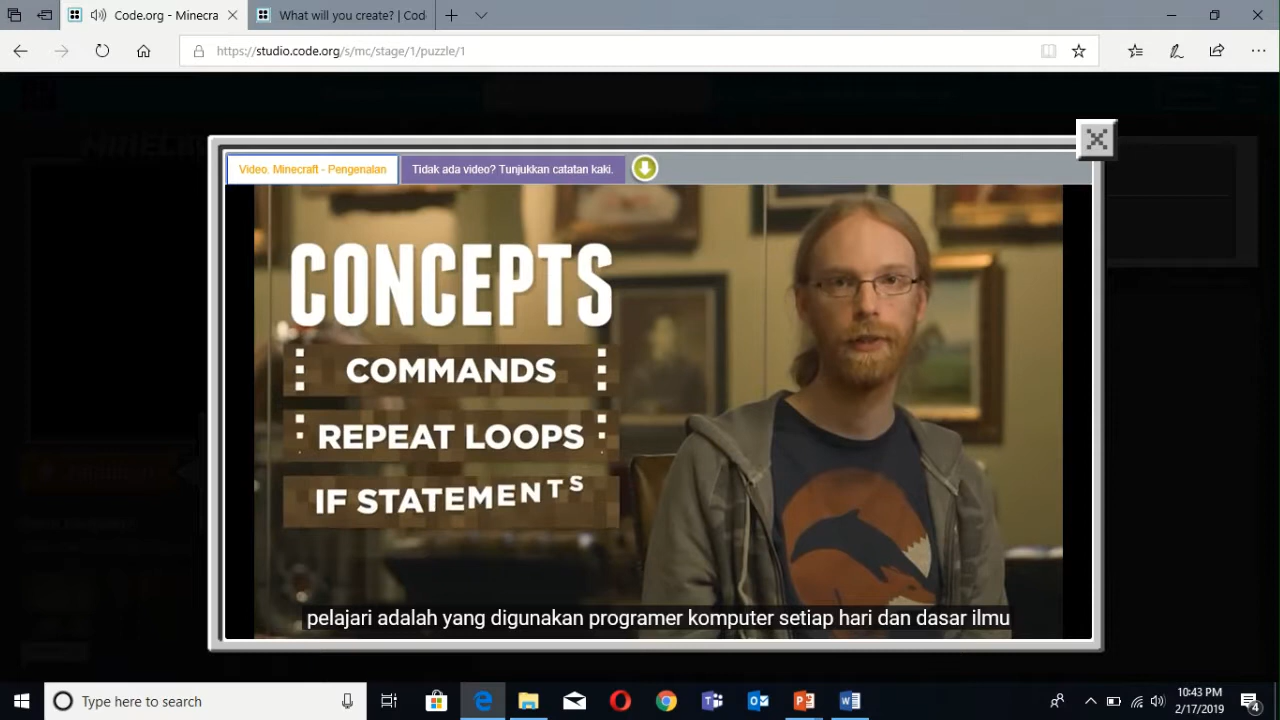 Code.org - Minecra
What will you create? | Cod
https://studio.code.org/s/mc/stage/1/puzzle/1
Video. Minecraft - Pengenalan
Tidak ada video? Tunjukkan catatan kaki.
CONCEPTS
COMMANDS
REPEAT LOOPS
IF STATEMENTS
pelajari adalah yang digunakan programer komputer setiap hari dan dasar ilmu
Type here to search
10:43 PM
2/17/2019
4